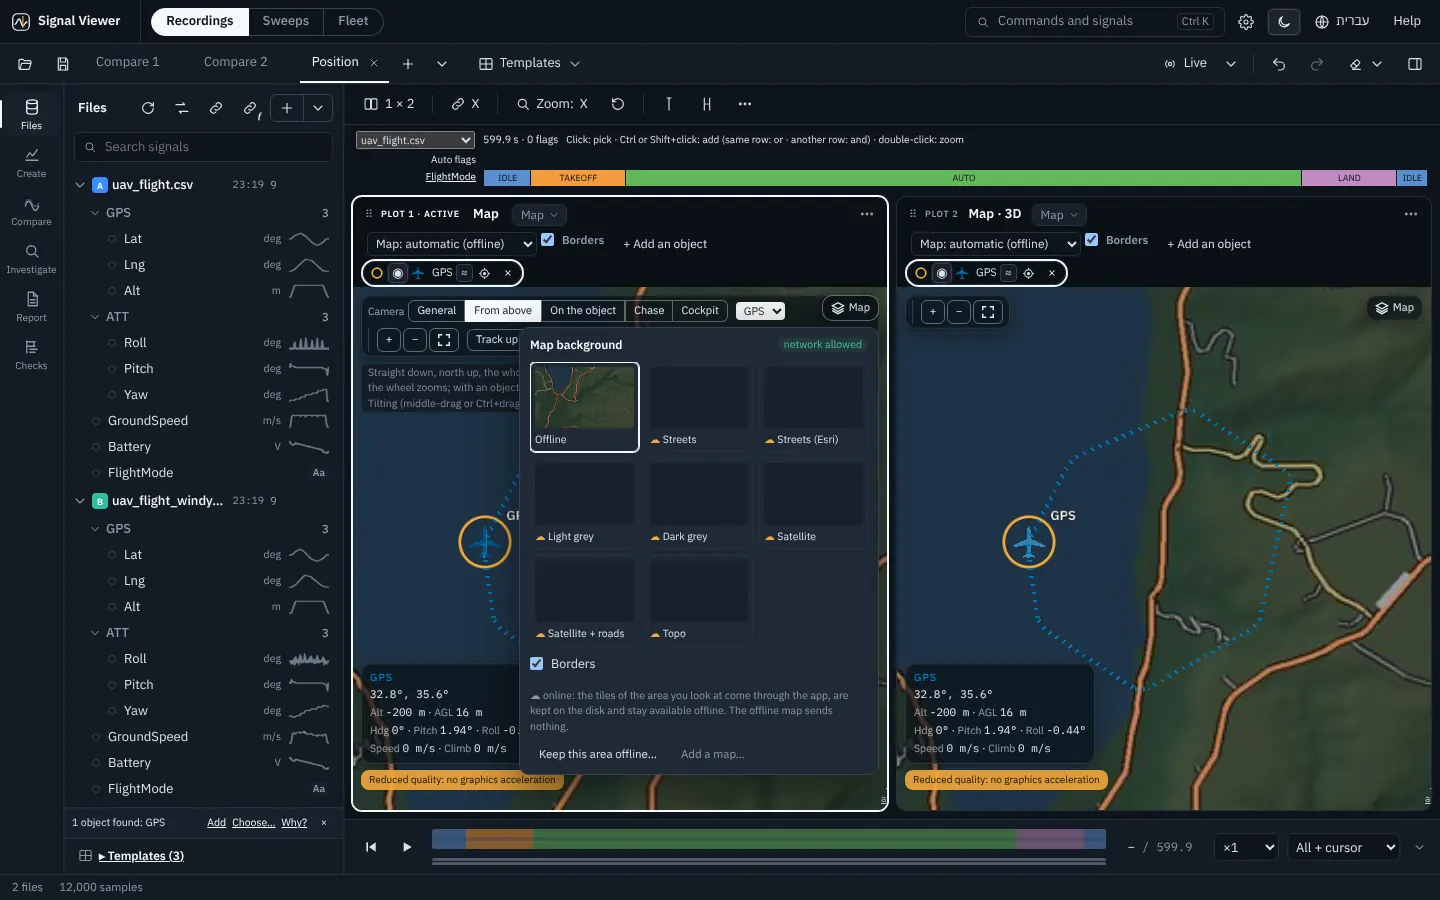 Signal Viewer
Recordings Sweeps Fleet
Commands and signals Ctrl K
עברית
Help
Compare 1 Compare 2 Position × +
Templates
Live
Files
Create
Compare
Investigate
Report
Checks
Files
Search signals
A uav_flight.csv 23:19 9
GPS 3
Lat deg
Lng deg
Alt m
ATT 3
Roll deg
Pitch deg
Yaw deg
GroundSpeed m/s
Battery V
FlightMode Aa
B uav_flight_windy... 23:19 9
GPS 3
Lat deg
Lng deg
Alt m
ATT 3
Roll deg
Pitch deg
Yaw deg
GroundSpeed m/s
Battery V
FlightMode Aa
1 object found: GPS Add Choose... Why? ×
▸ Templates (3)
2 files 12,000 samples
1 × 2 X Zoom: X
uav_flight.csv 599.9 s · 0 flags Click: pick · Ctrl or Shift+click: add (same row: or · another row: and) · double-click: zoom
Auto flags
FlightMode IDLE TAKEOFF AUTO LAND IDLE
PLOT 1 · ACTIVE Map Map
Map: automatic (offline) Borders + Add an object
GPS ≈ ×
Camera General From above On the object Chase Cockpit GPS Map
+ − Track up
Straight down, north up, the who
the wheel zooms; with an object
Tilting (middle-drag or Ctrl+drag
Map background network allowed
Offline Streets Streets (Esri)
Light grey Dark grey Satellite
Satellite + roads Topo
Borders
online: the tiles of the area you look at come through the app, are
kept on the disk and stay available offline. The offline map sends
nothing.
Keep this area offline... Add a map...
GPS
32.8°, 35.6°
Alt -200 m · AGL 16 m
Hdg 0° · Pitch 1.94° · Roll -0.
Speed 0 m/s · Climb 0 m/s
Reduced quality: no graphics acceleration
PLOT 2 Map · 3D Map
Map: automatic (offline) Borders + Add an object
GPS ≈ ×
+ − Map
GPS
GPS
32.8°, 35.6°
Alt -200 m · AGL 16 m
Hdg 0° · Pitch 1.94° · Roll -0.44°
Speed 0 m/s · Climb 0 m/s
Reduced quality: no graphics acceleration
– / 599.9 ×1 All + cursor